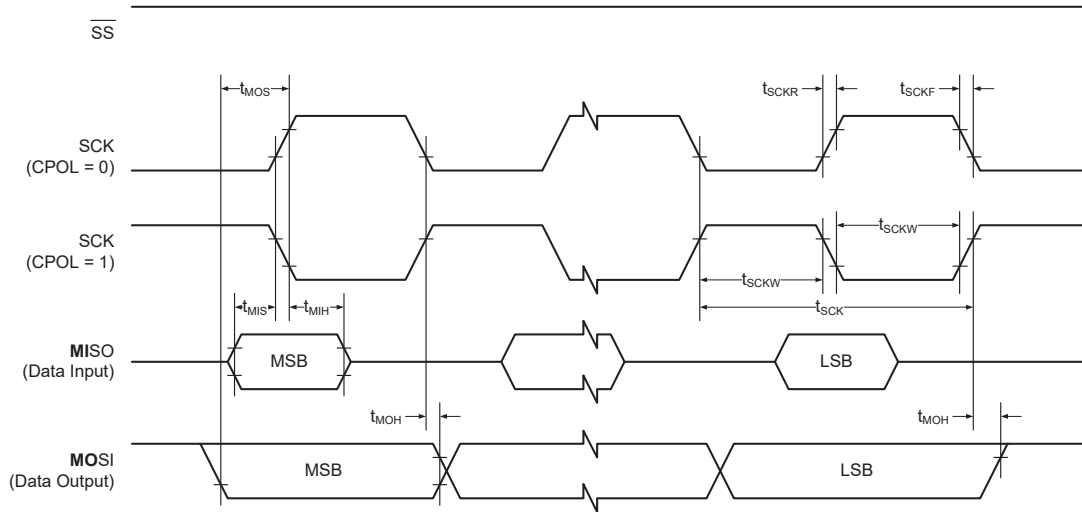 SS
tMOS
tSCKR
tSCKF
SCK
(CPOL = 0)
SCK
(CPOL = 1)
tSCKW
tSCKW
tMIS
tMIH
tSCK
MISO
(Data Input)
MSB
LSB
tMOH
tMOH
MOSI
(Data Output)
MSB
LSB